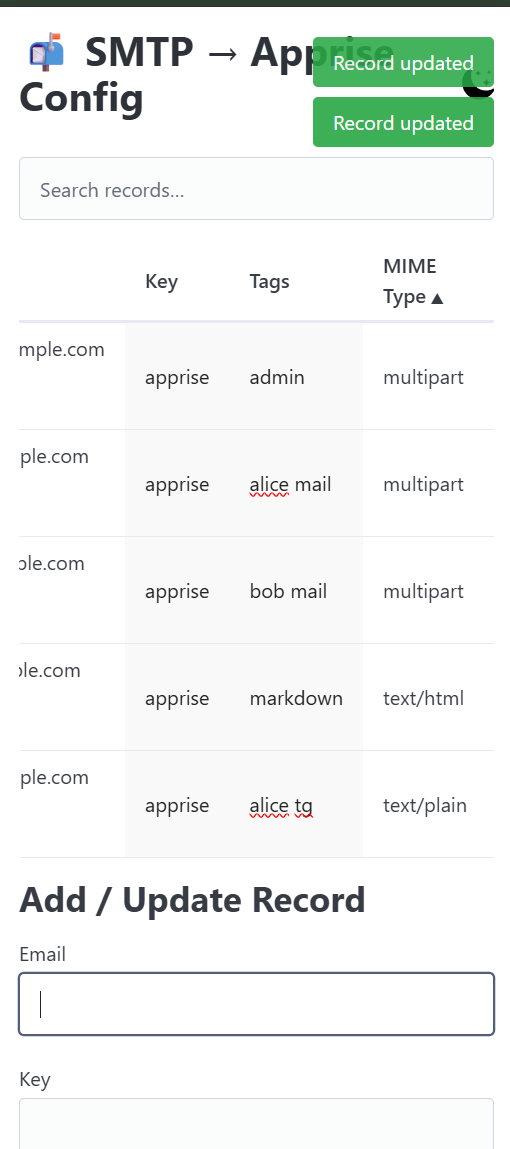 📬 SMTP → Apprise
Config
Record updated
Record updated
Search records...
Key Tags MIME Type ▲
mple.com apprise admin multipart
ple.com apprise alice mail multipart
ple.com apprise bob mail multipart
ple.com apprise markdown text/html
ple.com apprise alice tg text/plain
Add / Update Record
Email
Key